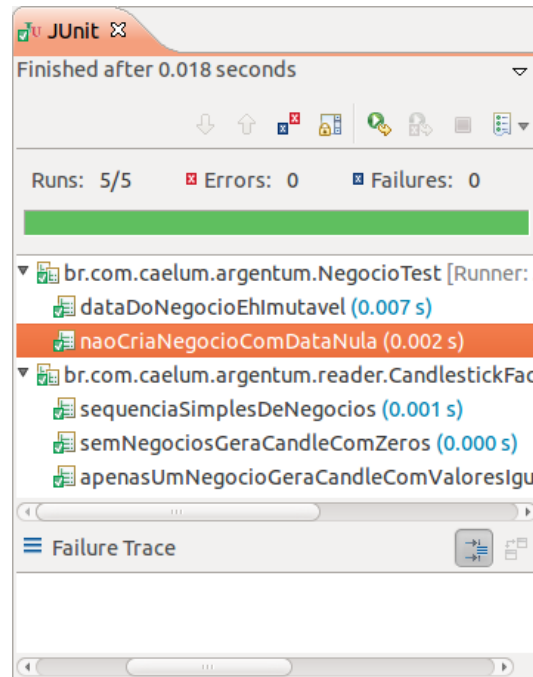 JUnit
Finished after 0.018 seconds
Runs: 5/5 Errors: 0 Failures: 0
br.com.caelum.argentum.NegocioTest [Runner:
dataDoNegocioEhImutavel (0.007 s)
naoCriaNegocioComDataNula (0.002 s)
br.com.caelum.argentum.reader.CandlestickFac
sequenciaSimplesDeNegocios (0.001 s)
semNegociosGeraCandleComZeros (0.000 s)
apenasUmNegocioGeraCandleComValoresIgu
Failure Trace